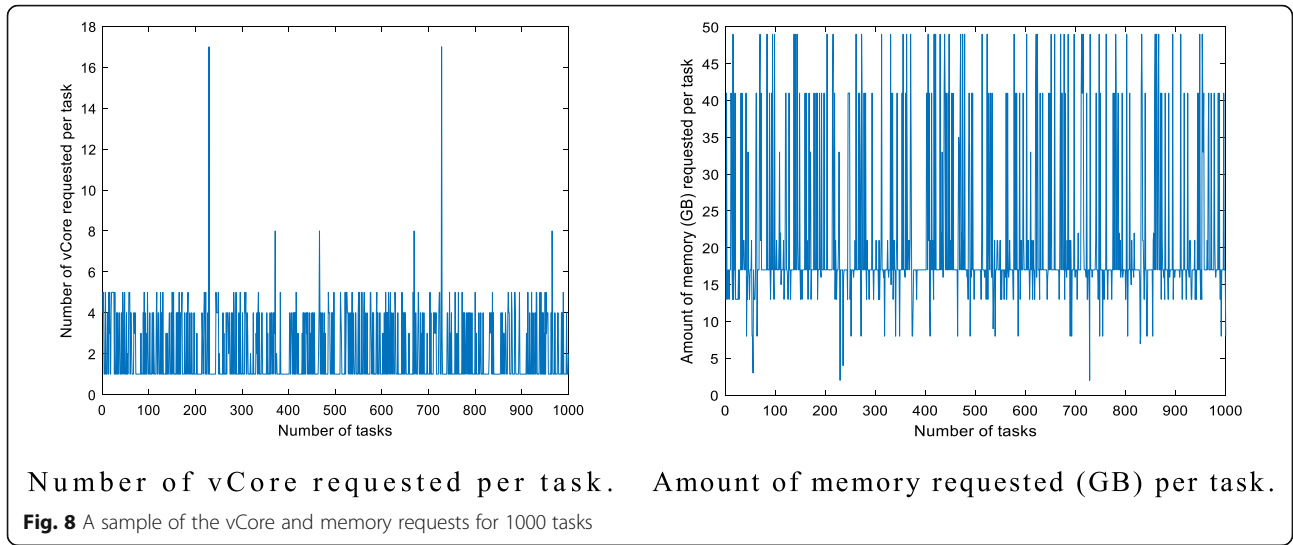 18
16
14
12
10
8
6
4
2
0
Number of vCore requested per task
0 100 200 300 400 500 600 700 800 900 1000
Number of tasks
50
45
40
35
30
25
20
15
10
5
0
Amount of memory (GB) requested per task
0 100 200 300 400 500 600 700 800 900 1000
Number of tasks
Number of vCore requested per task.
Amount of memory requested (GB) per task.
Fig. 8 A sample of the vCore and memory requests for 1000 tasks